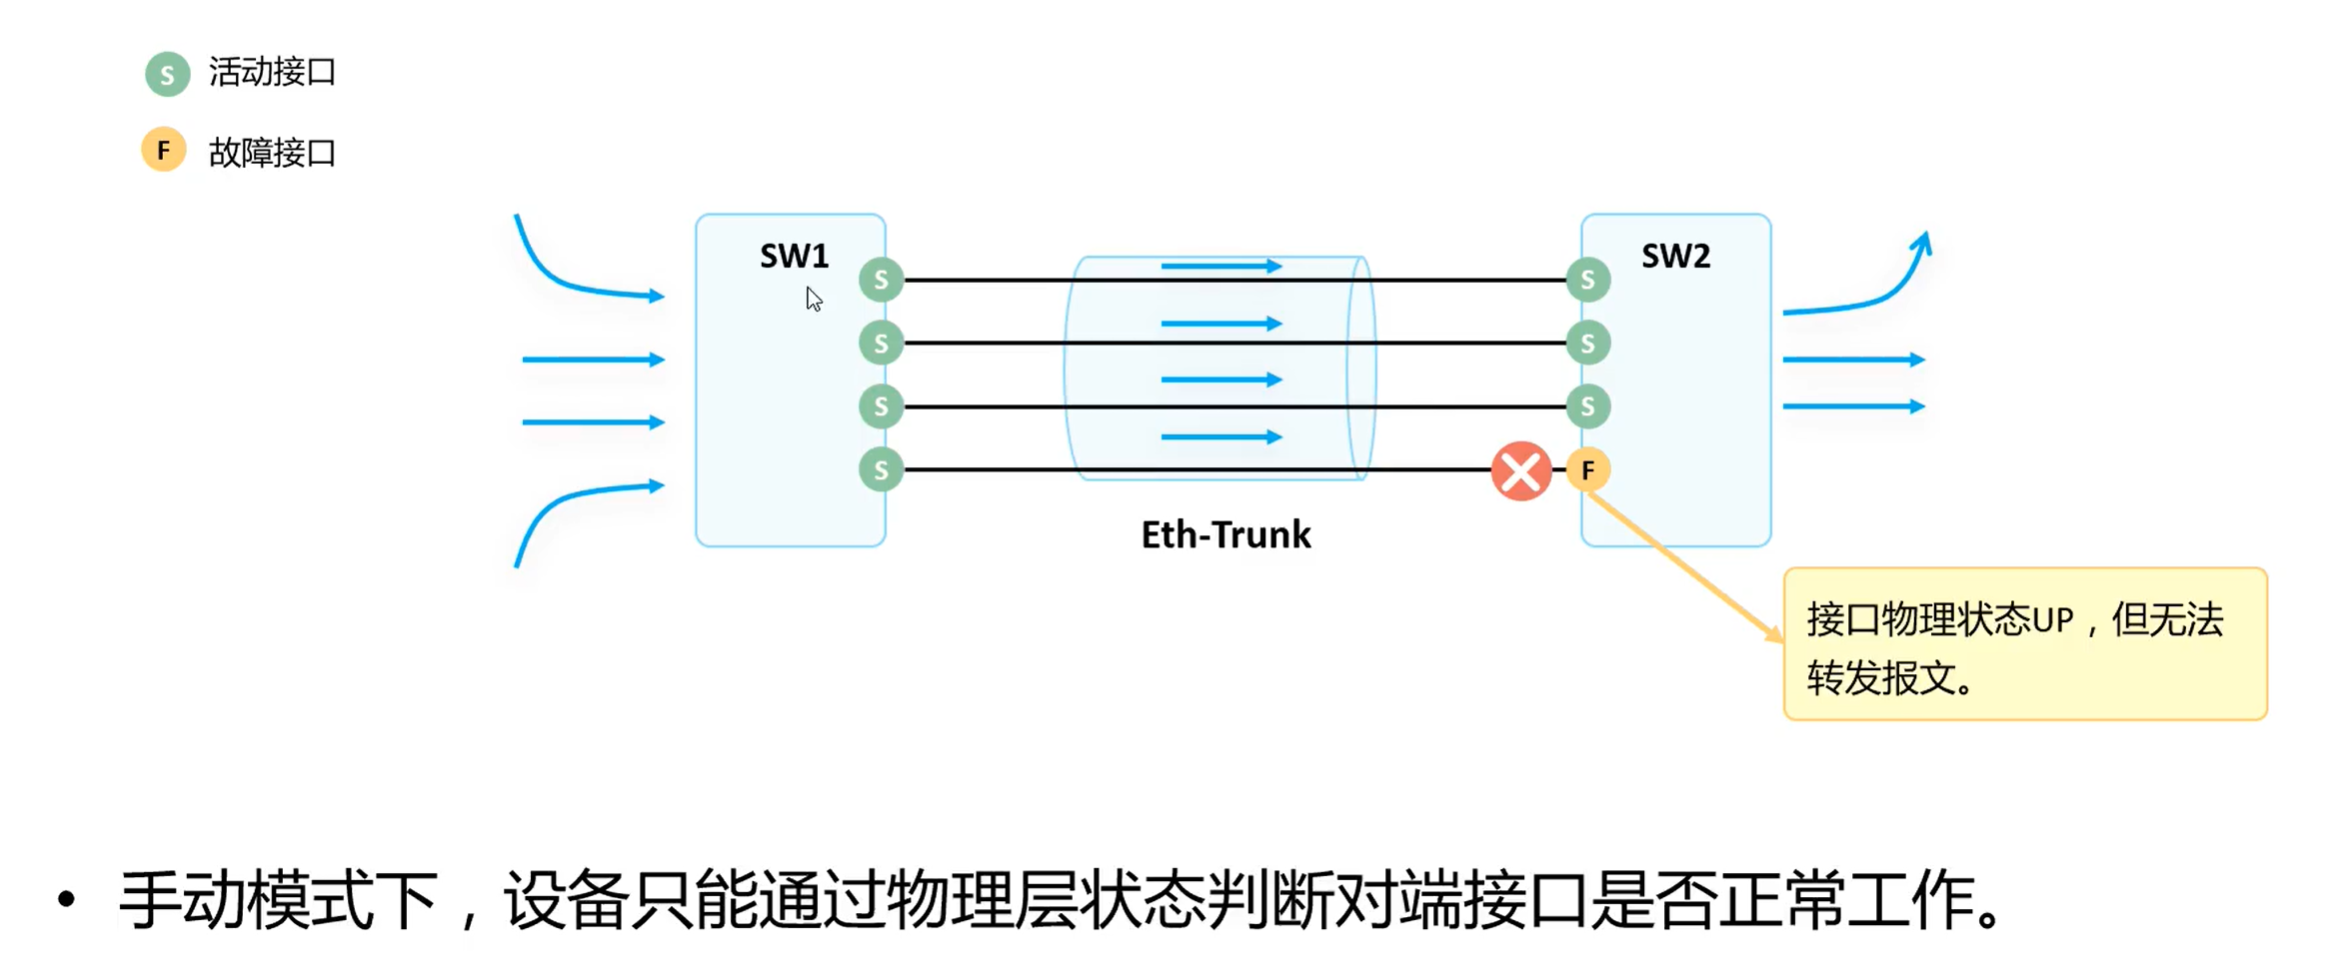 S 活动接口
F 故障接口
SW1
SW2
S
S
S
S
S
S
S
F
Eth-Trunk
接口物理状态UP，但无法
转发报文。
• 手动模式下，设备只能通过物理层状态判断对端接口是否正常工作。